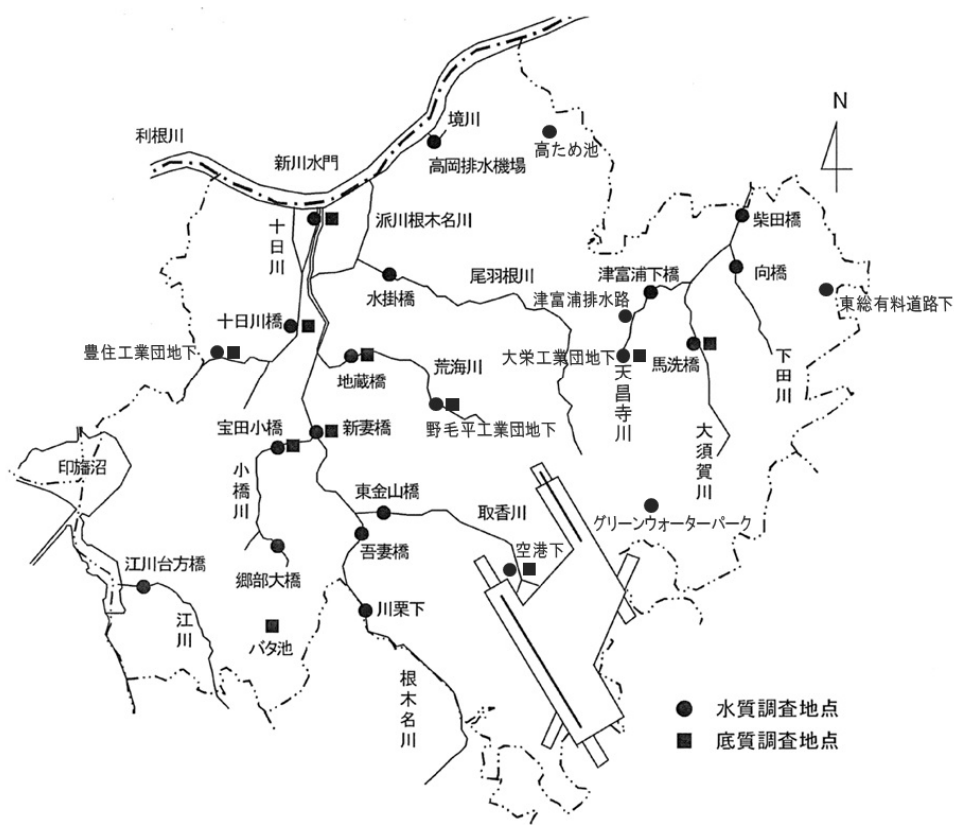 N
境川
高ため池
利根川
新川水門
高岡排水機場
十日川
派川根木名川
柴田橋
水掛橋
尾羽根川
津富浦下橋
向橋
津富浦排水路
東総有料道路下
十日川橋
豊住工業団地下
地蔵橋
荒海川
大栄工業団地下
馬洗橋
下田川
天昌寺川
宝田小橋
新妻橋
野毛平工業団地下
大須賀川
印旛沼
小橋川
東金山橋
取香川
グリーンウォーターパーク
吾妻橋
空港下
江川台方橋
郷部大橋
川栗下
江川
バタ池
根木名川
水質調査地点
底質調査地点